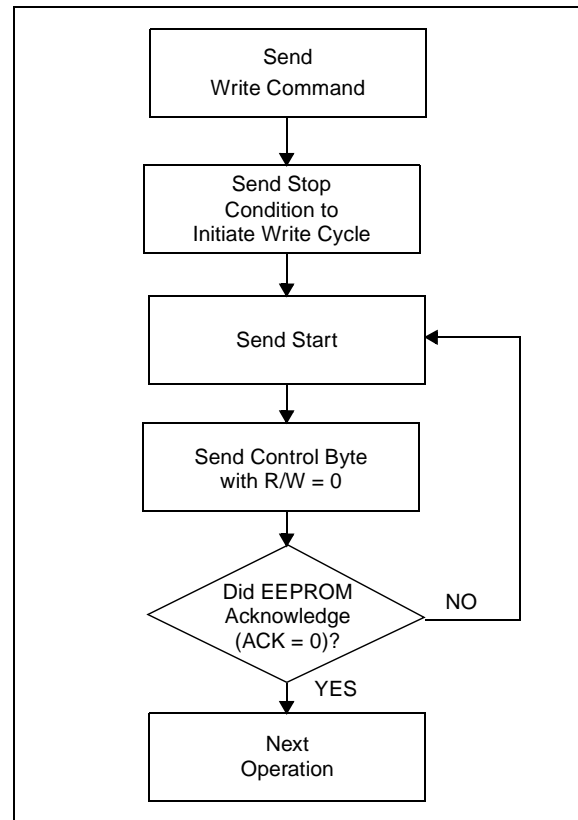 Send
Write Command
Send Stop
Condition to
Initiate Write Cycle
Send Start
Send Control Byte
with R/W = 0
Did EEPROM
Acknowledge
(ACK = 0)?
NO
YES
Next
Operation